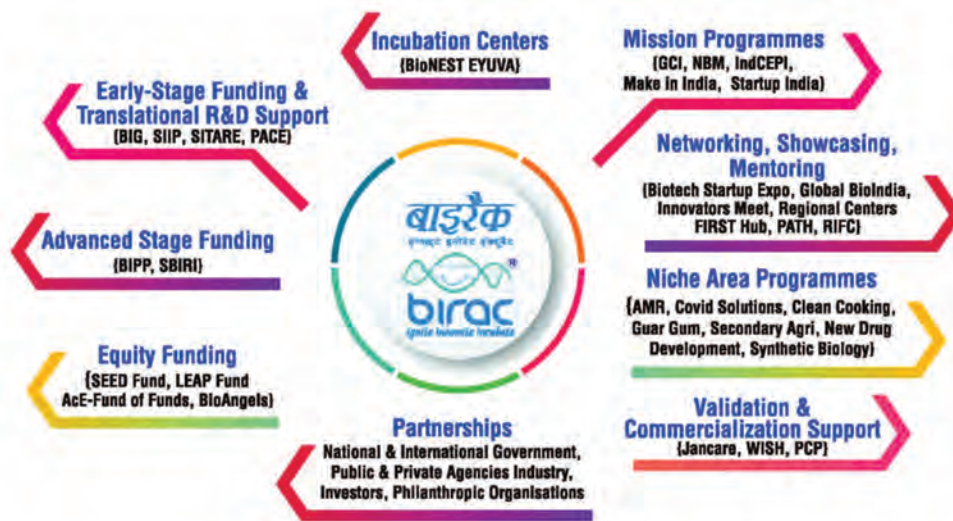 Incubation Centers
{BioNEST EYUVA}
Mission Programmes
{GCI, NBM, IndCEPI,
Make in India, Startup India}
Early-Stage Funding &
Translational R&D Support
{BIG, SIIP, SITARE, PACE}
Networking, Showcasing,
Mentoring
{Biotech Startup Expo, Global BioIndia,
Innovators Meet, Regional Centers
FIRST Hub, PATH, RIFC}
बाइरैक
®
birac
ignite innovate incubate
Advanced Stage Funding
{BIPP, SBIRI}
Niche Area Programmes
{AMR, Covid Solutions, Clean Cooking,
Guar Gum, Secondary Agri, New Drug
Development, Synthetic Biology}
Equity Funding
{SEED Fund, LEAP Fund
AcE-Fund of Funds, BioAngels}
Partnerships
National & International Government,
Public & Private Agencies Industry,
Investors, Philanthropic Organisations
Validation &
Commercialization Support
{Jancare, WISH, PCP}